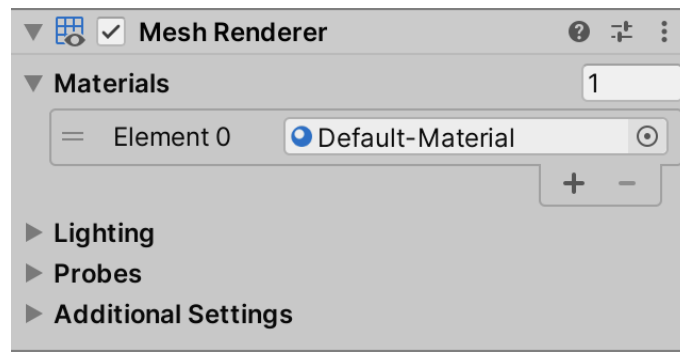 Mesh Renderer
Materials 1
Element 0 Default-Material
Lighting
Probes
Additional Settings